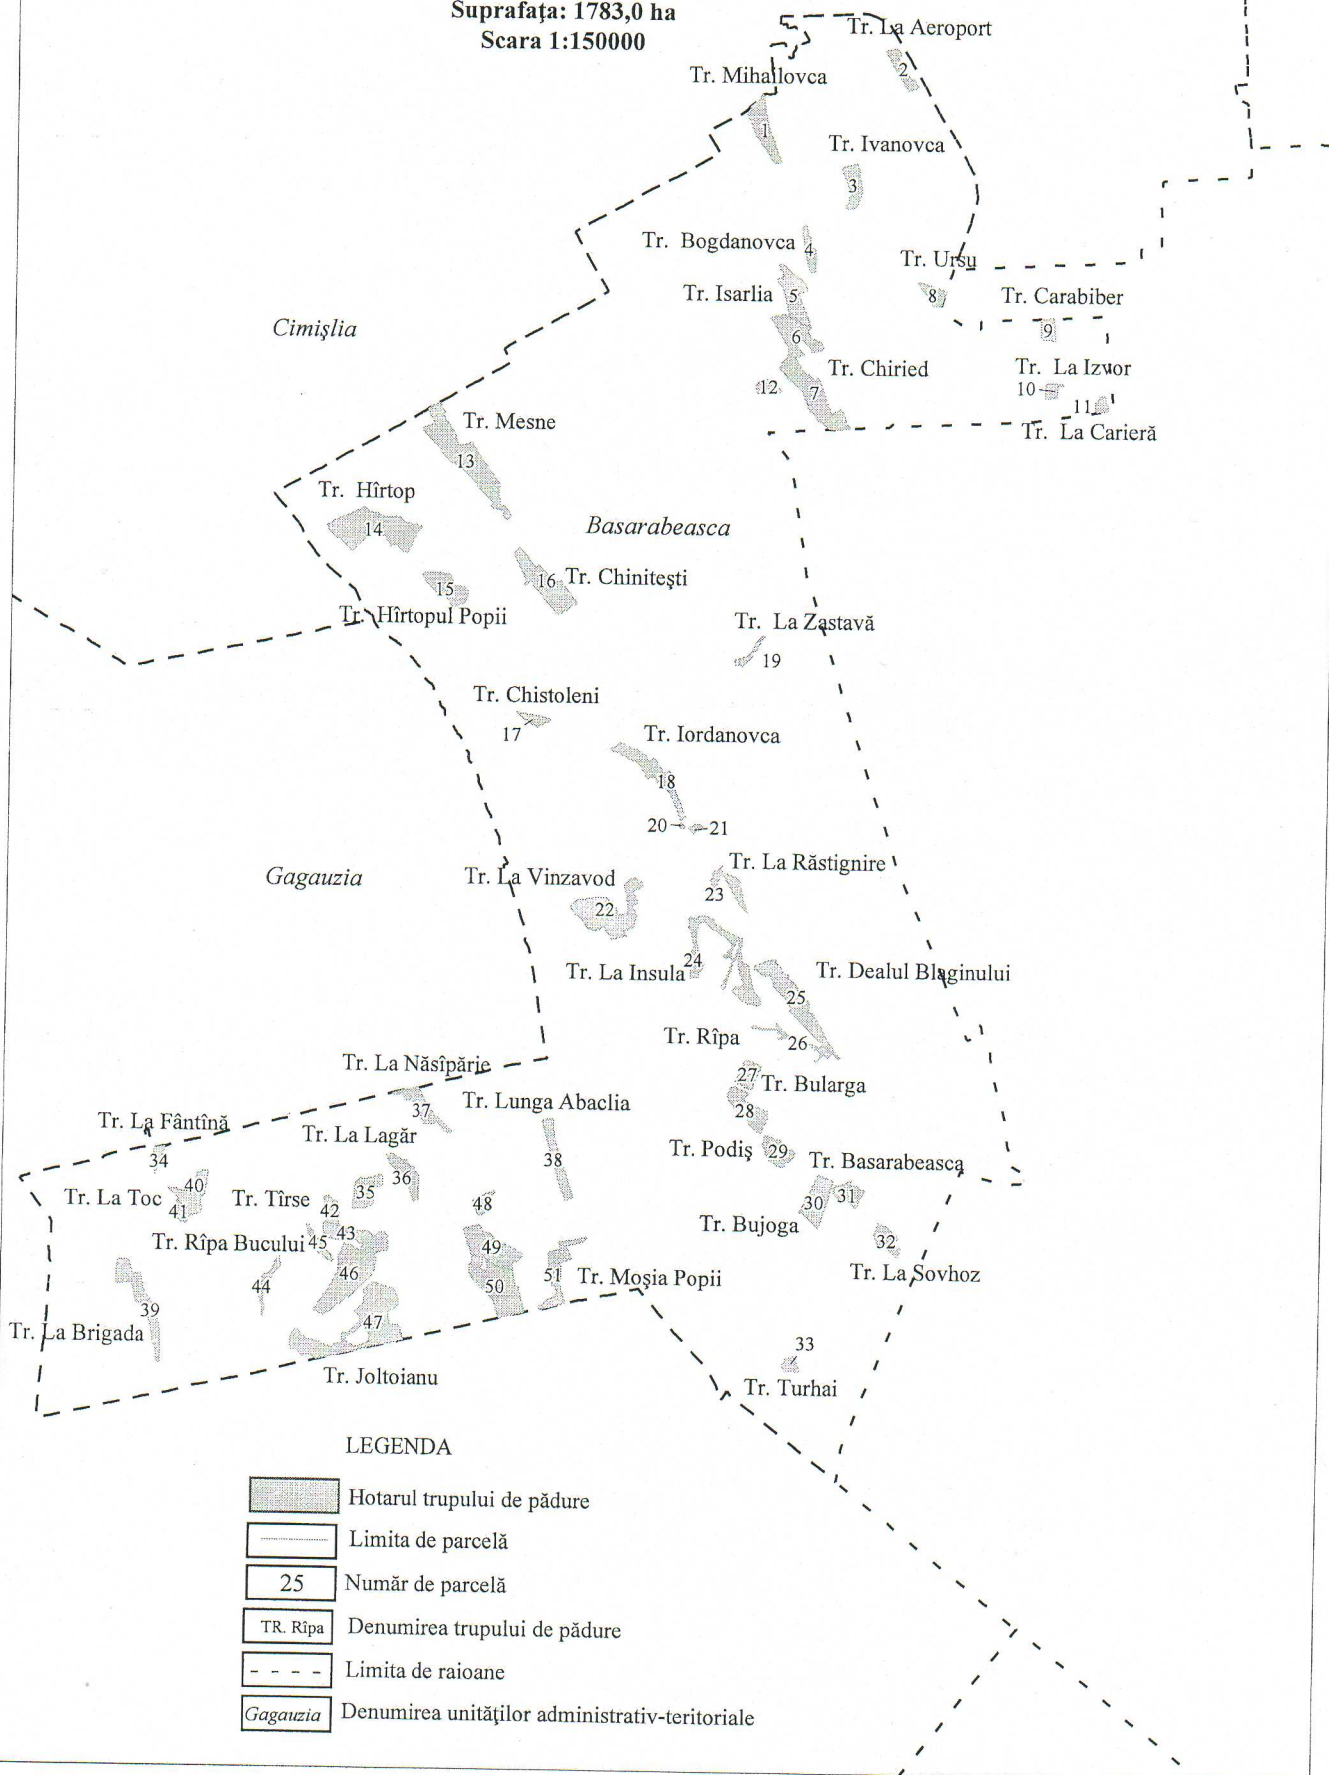 Suprafaţa: 1783,0 ha
Scara 1:150000
Tr. La Aeroport
2
Tr. Mihailovca
1
Tr. Ivanovca
3
Tr. Bogdanovca
4
Tr. Ursu
8
Tr. Isarlia
5
Tr. Carabiber
9
Cimişlia
6
Tr. Chiried
7
12
Tr. La Izvor
10
11
Tr. La Carieră
Tr. Mesne
13
Tr. Hîrtop
14
Basarabeasca
15
16
Tr. Chiniteşti
Tr. Hîrtopul Popii
Tr. La Zastavă
19
Tr. Chistoleni
17
Tr. Iordanovca
18
20
21
Gagauzia
Tr. La Vinzavod
22
Tr. La Răstignire
23
Tr. La Insula
24
Tr. Dealul Blaginului
25
Tr. Rîpa
26
Tr. La Năsîpărie
27
Tr. Bularga
28
37
Tr. Lunga Abaclia
Tr. La Fântînă
34
Tr. La Lagăr
38
Tr. Podiş
29
Tr. Basarabeasca
36
35
40
Tr. La Toc
41
Tr. Tîrse
42
48
30
31
Tr. Bujoga
Tr. Rîpa Bucului
45
43
49
32
46
44
50
51
Tr. Moşia Popii
Tr. La Sovhoz
39
Tr. La Brigada
47
33
Tr. Joltoianu
Tr. Turhai
LEGENDA
Hotarul trupului de pădure
Limita de parcelă
25
Număr de parcelă
TR. Rîpa
Denumirea trupului de pădure
Limita de raioane
Gagauzia
Denumirea unităţilor administrativ-teritoriale